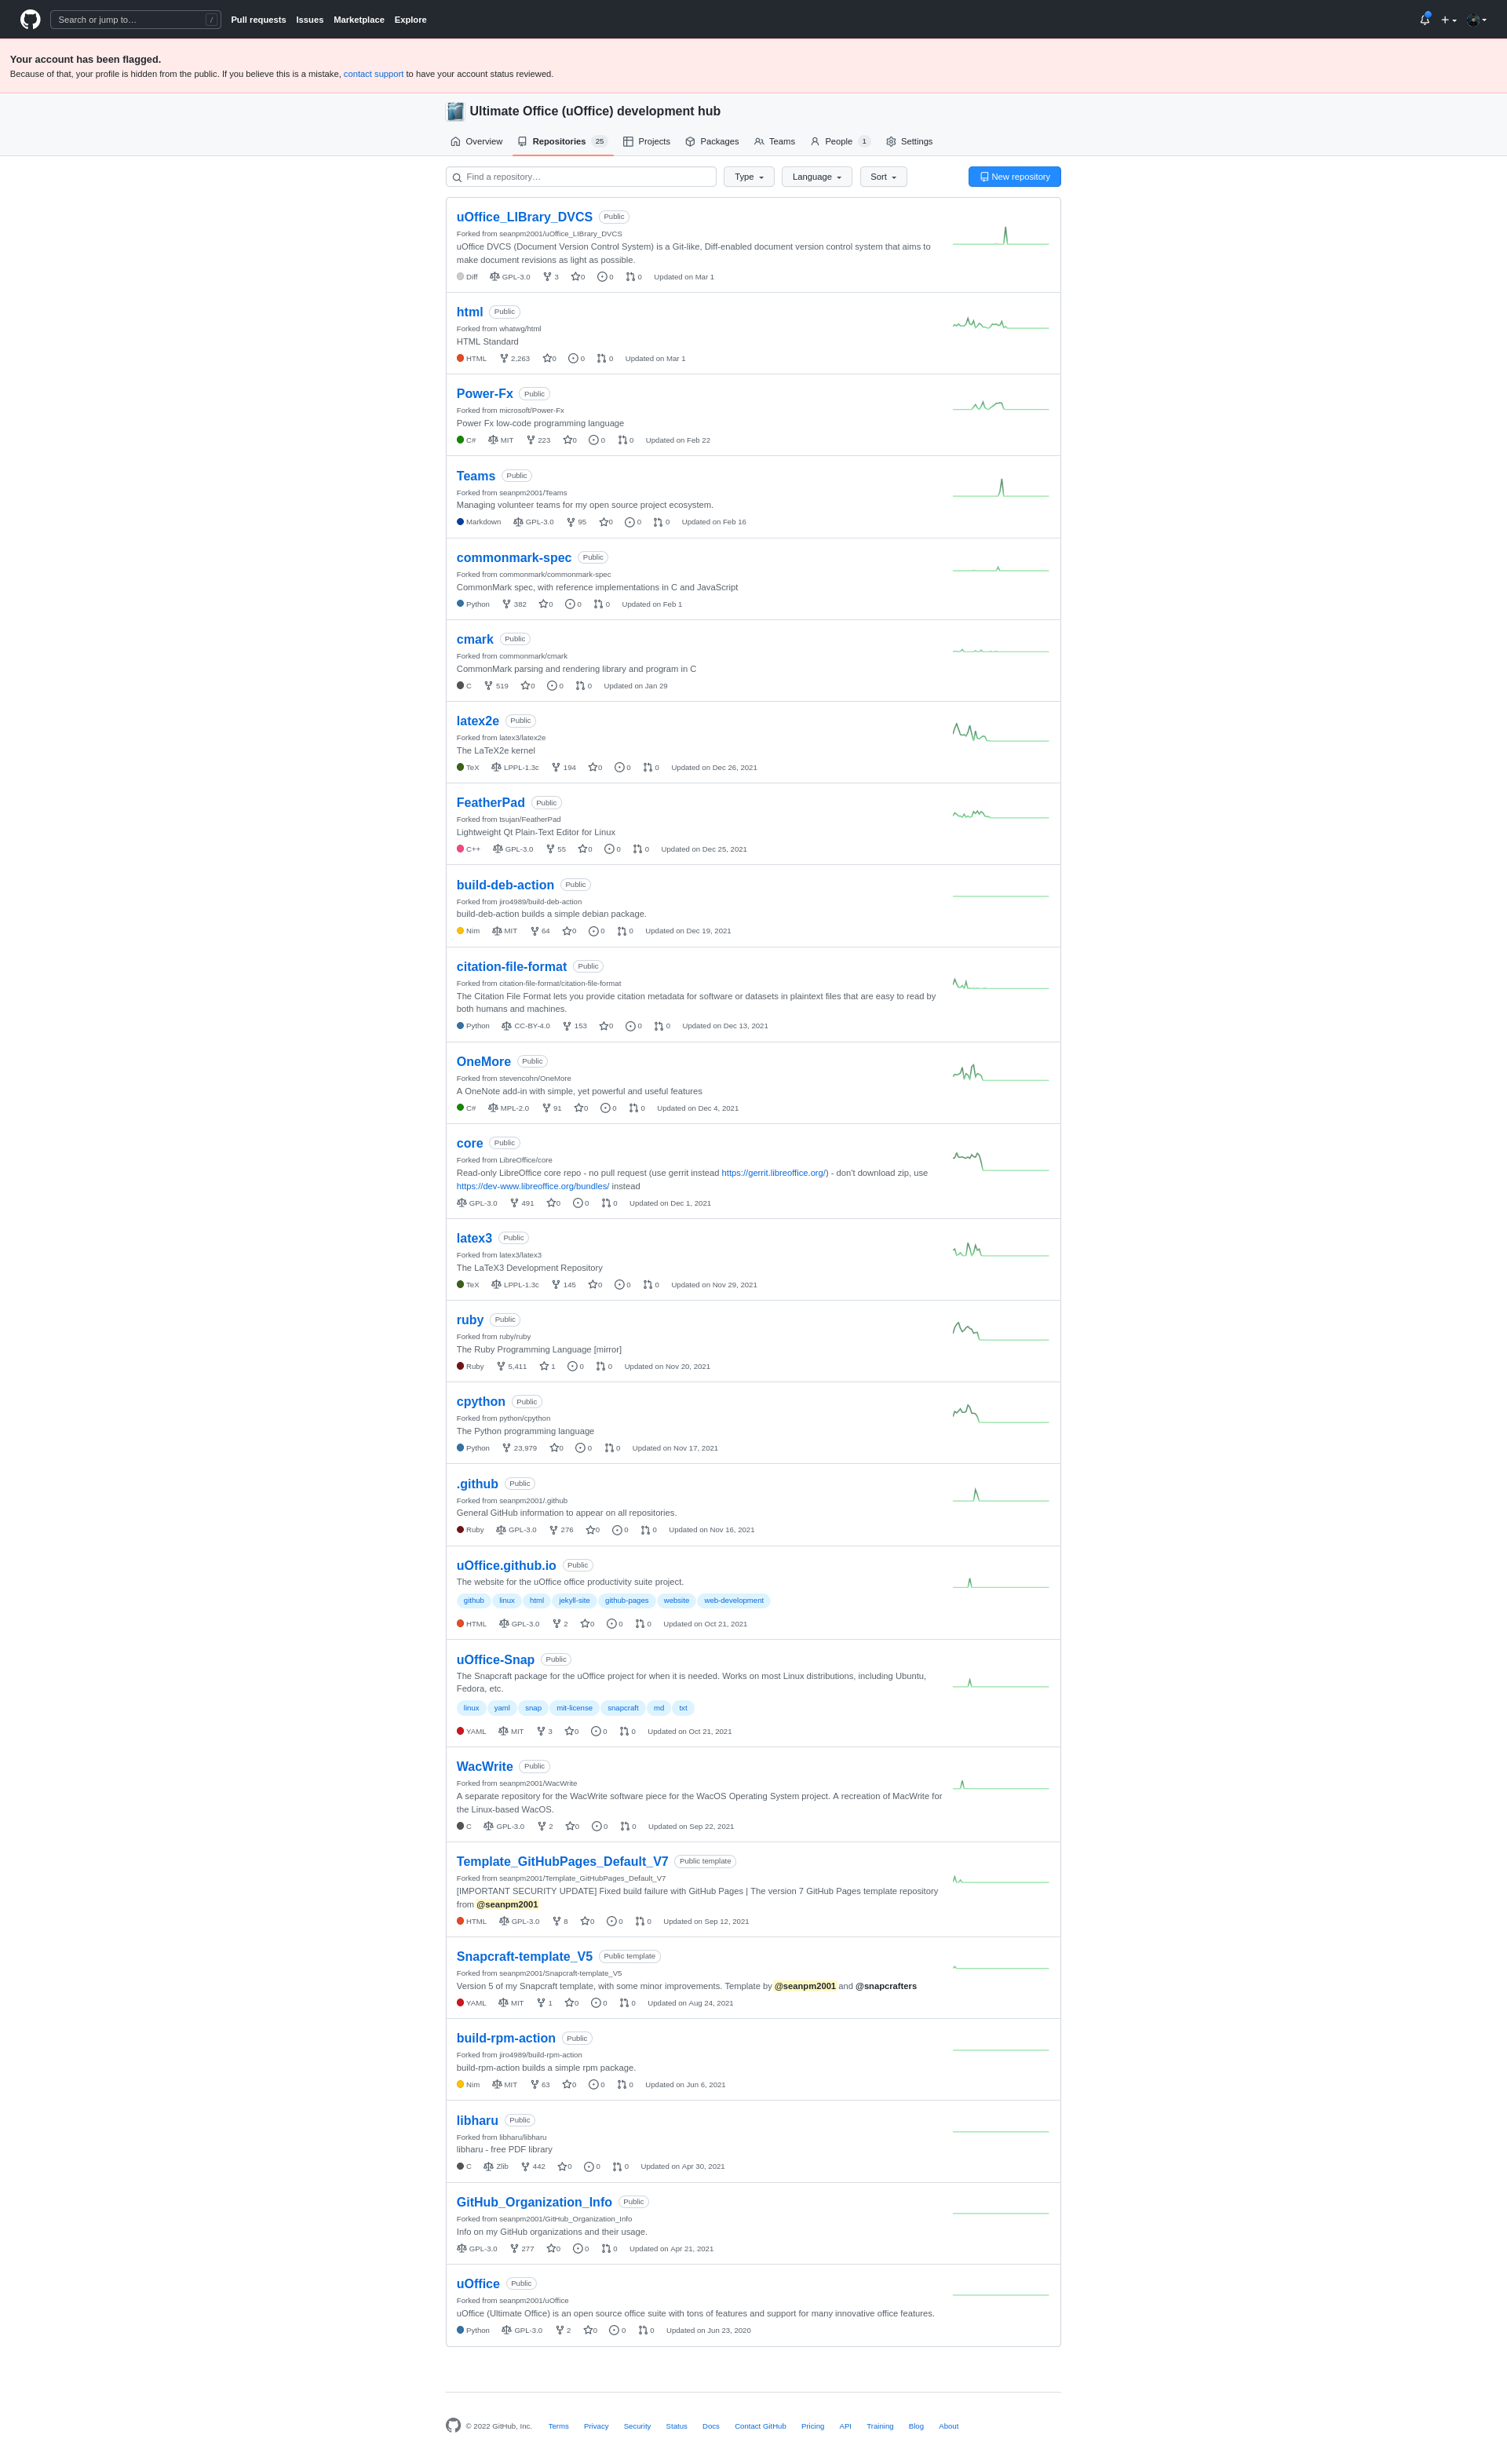 Search or jump to… / Pull requests Issues Marketplace Explore
Your account has been flagged.
Because of that, your profile is hidden from the public. If you believe this is a mistake, contact support to have your account status reviewed.
Ultimate Office (uOffice) development hub
Overview Repositories 25 Projects Packages Teams People 1 Settings
Find a repository… Type Language Sort New repository
uOffice_LIBrary_DVCS Public
Forked from seanpm2001/uOffice_LIBrary_DVCS
uOffice DVCS (Document Version Control System) is a Git-like, Diff-enabled document version control system that aims to
make document revisions as light as possible.
Diff GPL-3.0 3 0 0 0 Updated on Mar 1
html Public
Forked from whatwg/html
HTML Standard
HTML 2,263 0 0 0 Updated on Mar 1
Power-Fx Public
Forked from microsoft/Power-Fx
Power Fx low-code programming language
C# MIT 223 0 0 0 Updated on Feb 22
Teams Public
Forked from seanpm2001/Teams
Managing volunteer teams for my open source project ecosystem.
Markdown GPL-3.0 95 0 0 0 Updated on Feb 16
commonmark-spec Public
Forked from commonmark/commonmark-spec
CommonMark spec, with reference implementations in C and JavaScript
Python 382 0 0 0 Updated on Feb 1
cmark Public
Forked from commonmark/cmark
CommonMark parsing and rendering library and program in C
C 519 0 0 0 Updated on Jan 29
latex2e Public
Forked from latex3/latex2e
The LaTeX2e kernel
TeX LPPL-1.3c 194 0 0 0 Updated on Dec 26, 2021
FeatherPad Public
Forked from tsujan/FeatherPad
Lightweight Qt Plain-Text Editor for Linux
C++ GPL-3.0 55 0 0 0 Updated on Dec 25, 2021
build-deb-action Public
Forked from jiro4989/build-deb-action
build-deb-action builds a simple debian package.
Nim MIT 64 0 0 0 Updated on Dec 19, 2021
citation-file-format Public
Forked from citation-file-format/citation-file-format
The Citation File Format lets you provide citation metadata for software or datasets in plaintext files that are easy to read by
both humans and machines.
Python CC-BY-4.0 153 0 0 0 Updated on Dec 13, 2021
OneMore Public
Forked from stevencohn/OneMore
A OneNote add-in with simple, yet powerful and useful features
C# MPL-2.0 91 0 0 0 Updated on Dec 4, 2021
core Public
Forked from LibreOffice/core
Read-only LibreOffice core repo - no pull request (use gerrit instead https://gerrit.libreoffice.org/) - don't download zip, use
https://dev-www.libreoffice.org/bundles/ instead
GPL-3.0 491 0 0 0 Updated on Dec 1, 2021
latex3 Public
Forked from latex3/latex3
The LaTeX3 Development Repository
TeX LPPL-1.3c 145 0 0 0 Updated on Nov 29, 2021
ruby Public
Forked from ruby/ruby
The Ruby Programming Language [mirror]
Ruby 5,411 1 0 0 Updated on Nov 20, 2021
cpython Public
Forked from python/cpython
The Python programming language
Python 23,979 0 0 0 Updated on Nov 17, 2021
.github Public
Forked from seanpm2001/.github
General GitHub information to appear on all repositories.
Ruby GPL-3.0 276 0 0 0 Updated on Nov 16, 2021
uOffice.github.io Public
The website for the uOffice office productivity suite project.
github linux html jekyll-site github-pages website web-development
HTML GPL-3.0 2 0 0 0 Updated on Oct 21, 2021
uOffice-Snap Public
The Snapcraft package for the uOffice project for when it is needed. Works on most Linux distributions, including Ubuntu,
Fedora, etc.
linux yaml snap mit-license snapcraft md txt
YAML MIT 3 0 0 0 Updated on Oct 21, 2021
WacWrite Public
Forked from seanpm2001/WacWrite
A separate repository for the WacWrite software piece for the WacOS Operating System project. A recreation of MacWrite for
the Linux-based WacOS.
C GPL-3.0 2 0 0 0 Updated on Sep 22, 2021
Template_GitHubPages_Default_V7 Public template
Forked from seanpm2001/Template_GitHubPages_Default_V7
[IMPORTANT SECURITY UPDATE] Fixed build failure with GitHub Pages | The version 7 GitHub Pages template repository
from @seanpm2001
HTML GPL-3.0 8 0 0 0 Updated on Sep 12, 2021
Snapcraft-template_V5 Public template
Forked from seanpm2001/Snapcraft-template_V5
Version 5 of my Snapcraft template, with some minor improvements. Template by @seanpm2001 and @snapcrafters
YAML MIT 1 0 0 0 Updated on Aug 24, 2021
build-rpm-action Public
Forked from jiro4989/build-rpm-action
build-rpm-action builds a simple rpm package.
Nim MIT 63 0 0 0 Updated on Jun 6, 2021
libharu Public
Forked from libharu/libharu
libharu - free PDF library
C Zlib 442 0 0 0 Updated on Apr 30, 2021
GitHub_Organization_Info Public
Forked from seanpm2001/GitHub_Organization_Info
Info on my GitHub organizations and their usage.
GPL-3.0 277 0 0 0 Updated on Apr 21, 2021
uOffice Public
Forked from seanpm2001/uOffice
uOffice (Ultimate Office) is an open source office suite with tons of features and support for many innovative office features.
Python GPL-3.0 2 0 0 0 Updated on Jun 23, 2020
© 2022 GitHub, Inc. Terms Privacy Security Status Docs Contact GitHub Pricing API Training Blog About